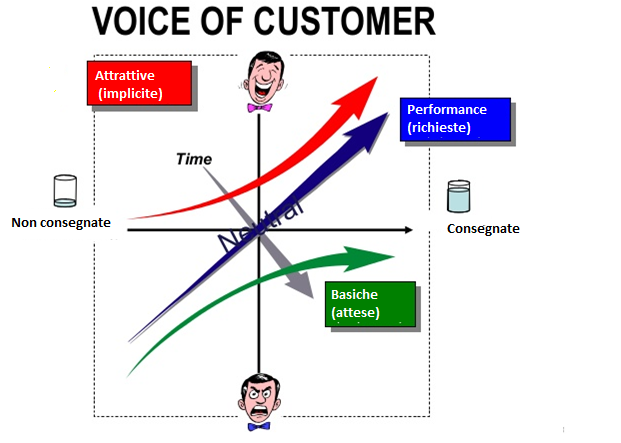 VOICE OF CUSTOMER
Attrattive
(implicite)
Performance
(richieste)
Time
Neutral
Non consegnate
Consegnate
Basiche
(attese)